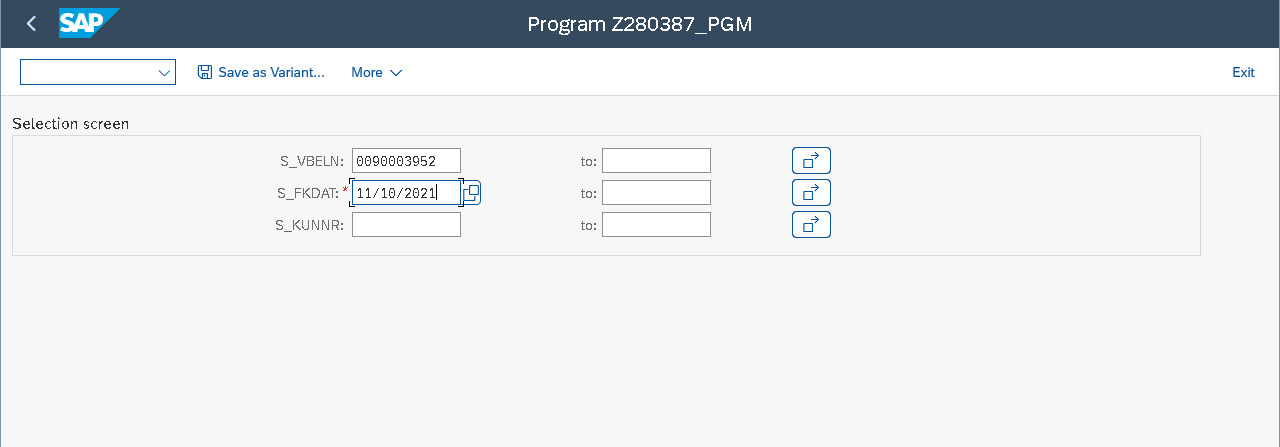 SAP Program Z280387_PGM
Save as Variant... More Exit
Selection screen
S_VBELN: 0090003952 to:
S_FKDAT: * 11/10/2021 to:
S_KUNNR: to: